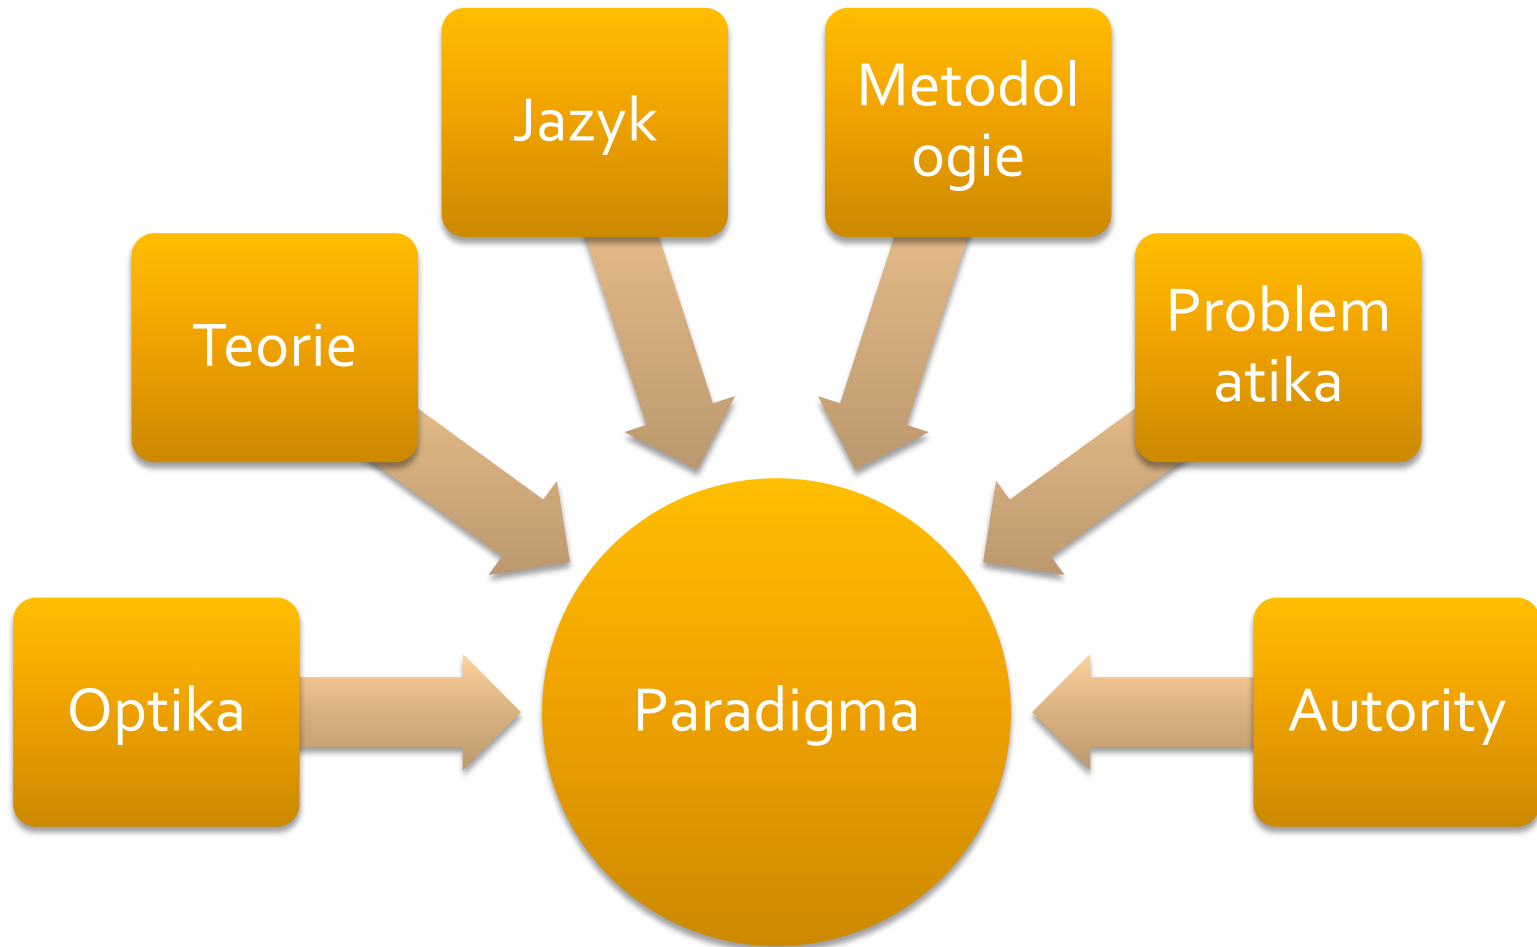 Jazyk
Metodol
ogie
Teorie
Problem
atika
Optika
Paradigma
Autority